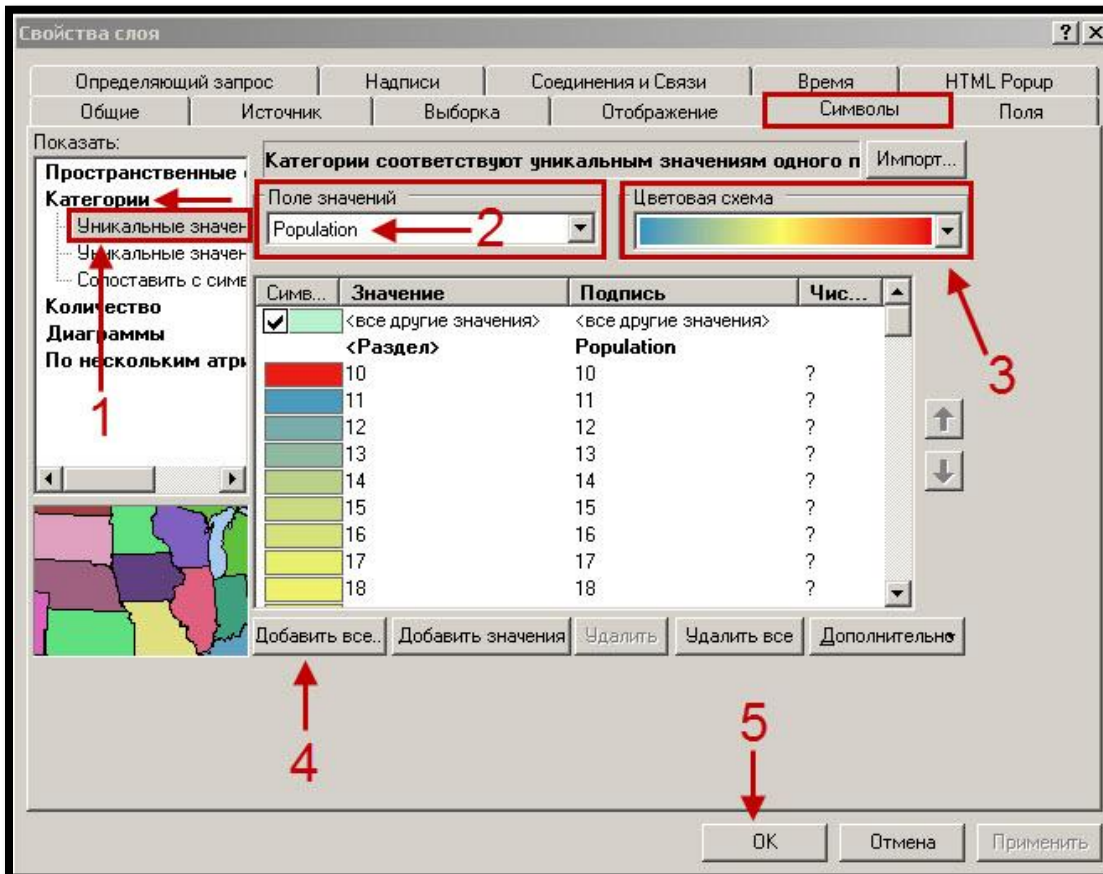 Свойства слоя
Определяющий запрос Надписи Соединения и Связи Время HTML Popup
Общие Источник Выборка Отображение Символы Поля
Показать:
Пространственные
Категории
Уникальные значен
Уникальные значен
Сопоставить с симв
Количество
Диаграммы
По нескольким атри
1
Категории соответствуют уникальным значениям одного п Импорт...
Поле значений
Population
2
Цветовая схема
3
Симв... Значение Подпись Чис...
<все другие значения> <все другие значения>
<Раздел> Population
10 10 ?
11 11 ?
12 12 ?
13 13 ?
14 14 ?
15 15 ?
16 16 ?
17 17 ?
18 18 ?
Добавить все.. Добавить значения Удалить Удалить все Дополнительно
4
5
OK Отмена Применить